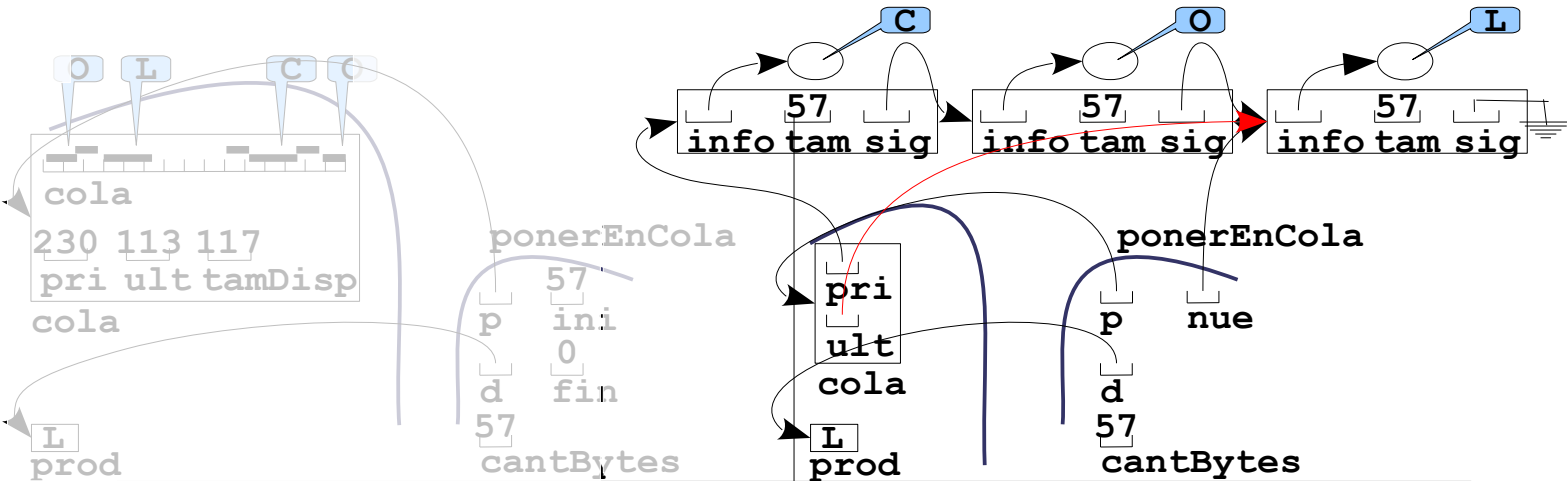 C O L
O L C O
57 57 57
info tam sig info tam sig info tam sig
cola
230 113 117
pri ult tamDisp
cola
ponerEnCola
57
p ini
0
d fin
57
cantBytes
L
prod
ponerEnCola
pri
ult
cola
p nue
d
57
cantBytes
L
prod